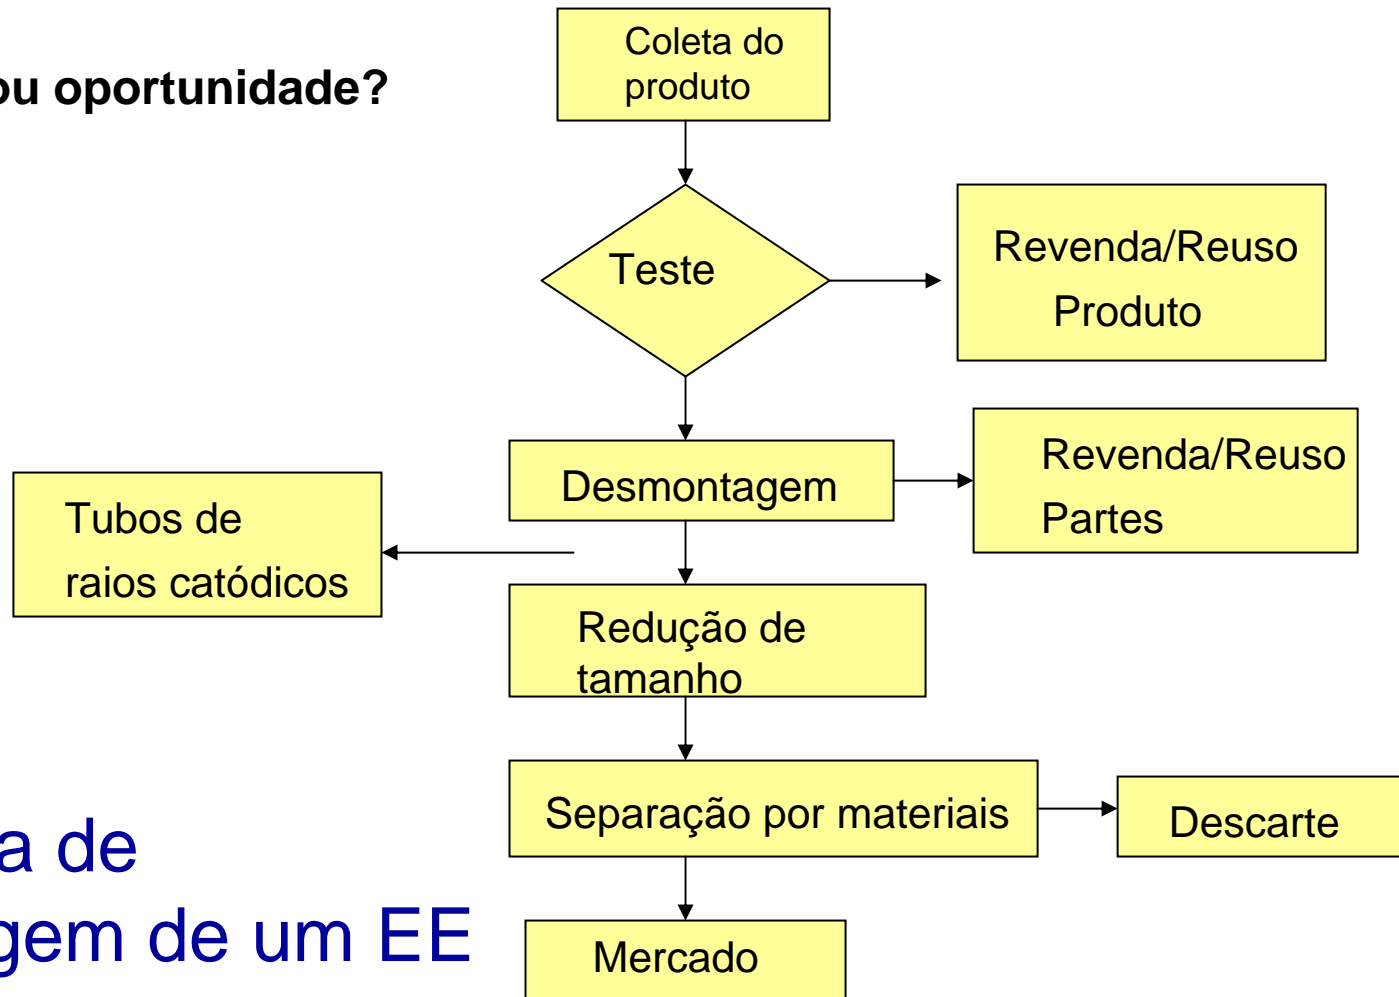 ou oportunidade?
Coleta do
produto
Teste
Revenda/Reuso
Produto
Desmontagem
Revenda/Reuso
Partes
Tubos de
raios catódicos
Redução de
tamanho
Separação por materiais
Descarte
a de
gem de um EE
Mercado